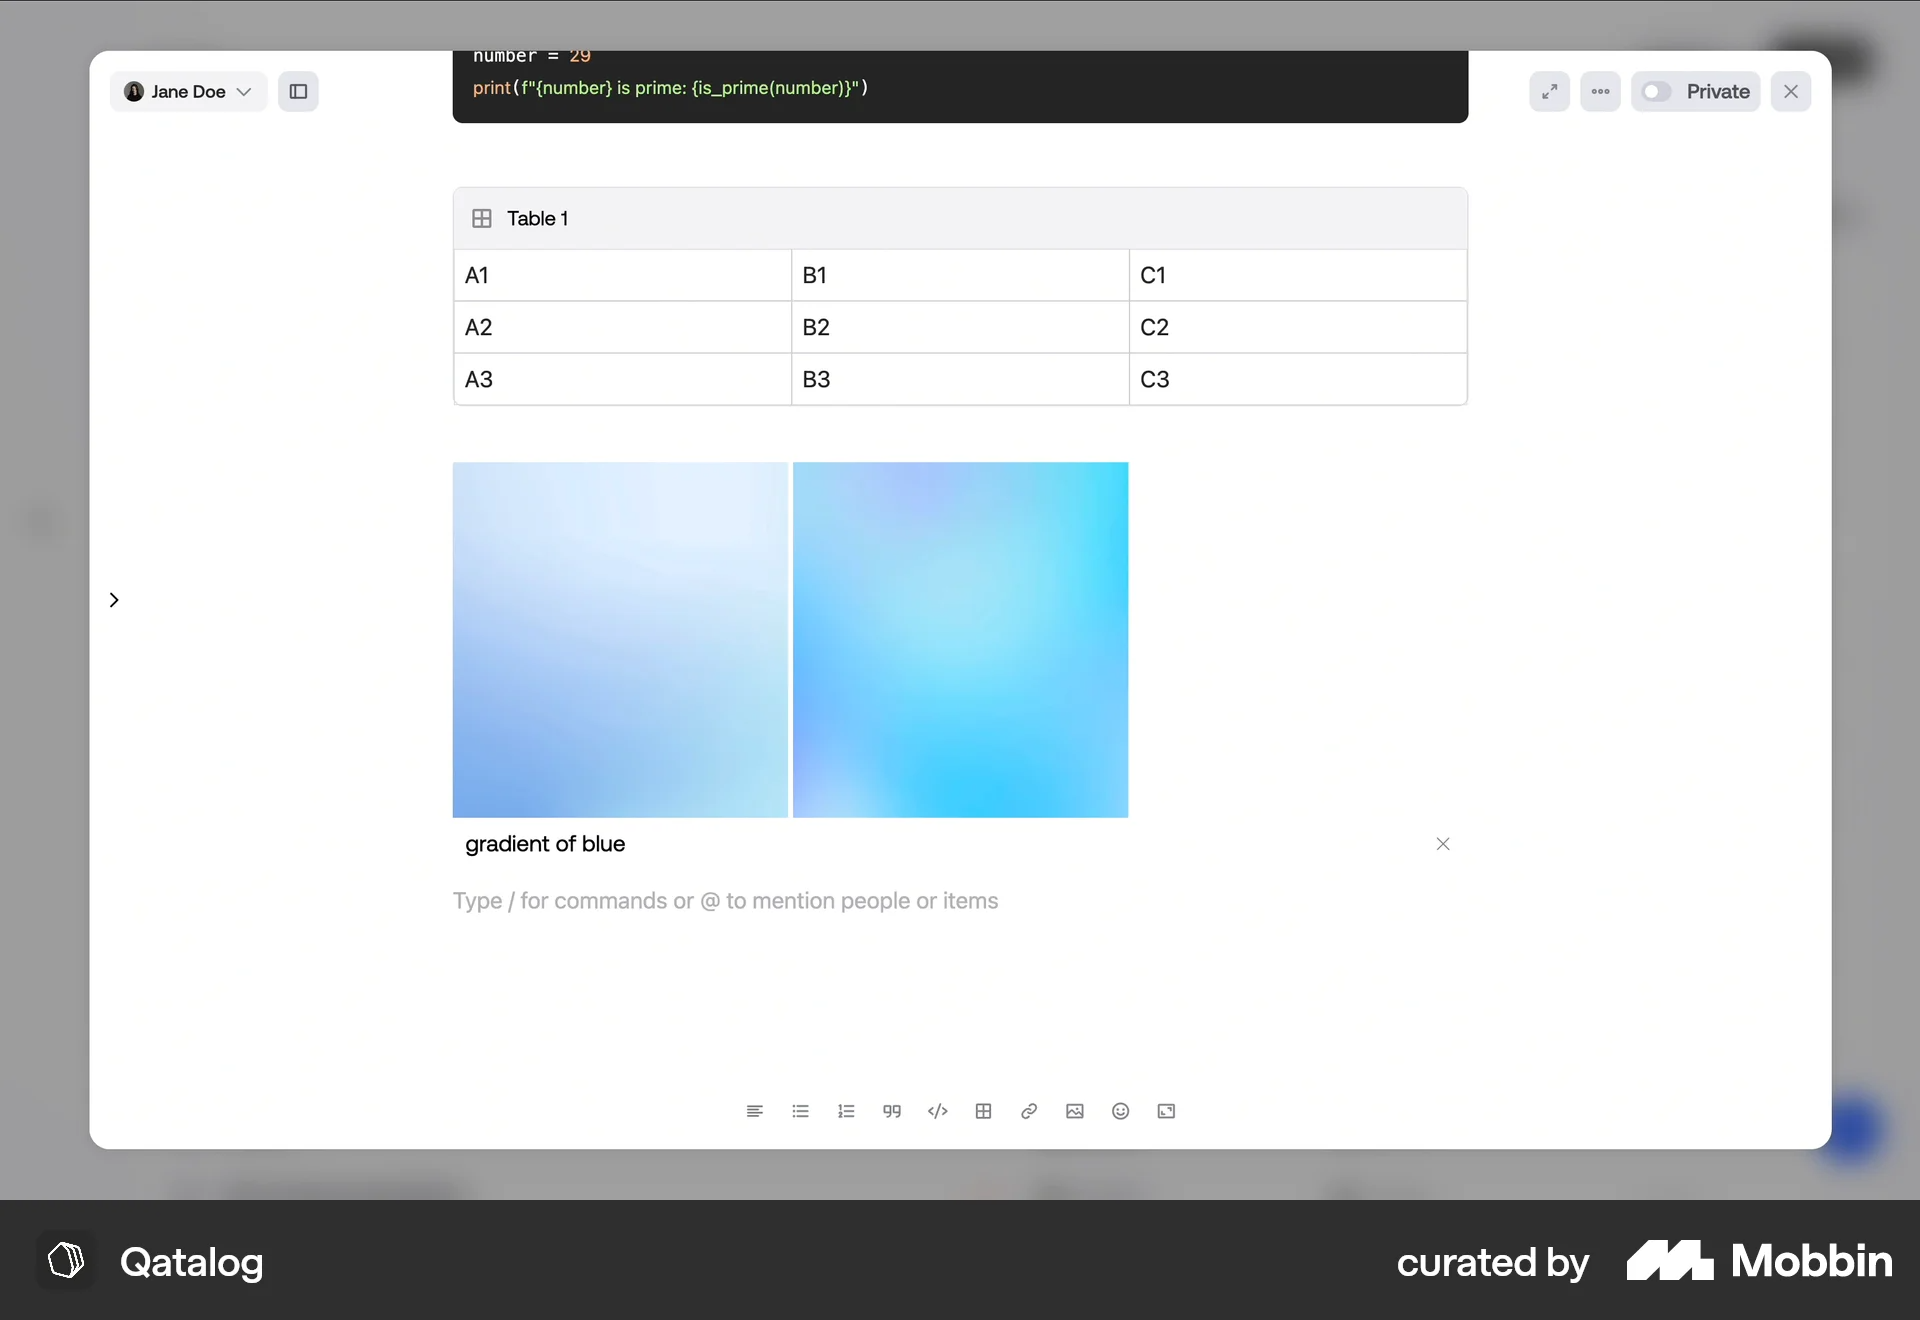 number = 29
Jane Doe
print(f"{number} is prime: {is_prime(number)}")
Private
Table 1
A1 B1 C1
A2 B2 C2
A3 B3 C3
gradient of blue
Type / for commands or @ to mention people or items
Qatalog
curated by Mobbin